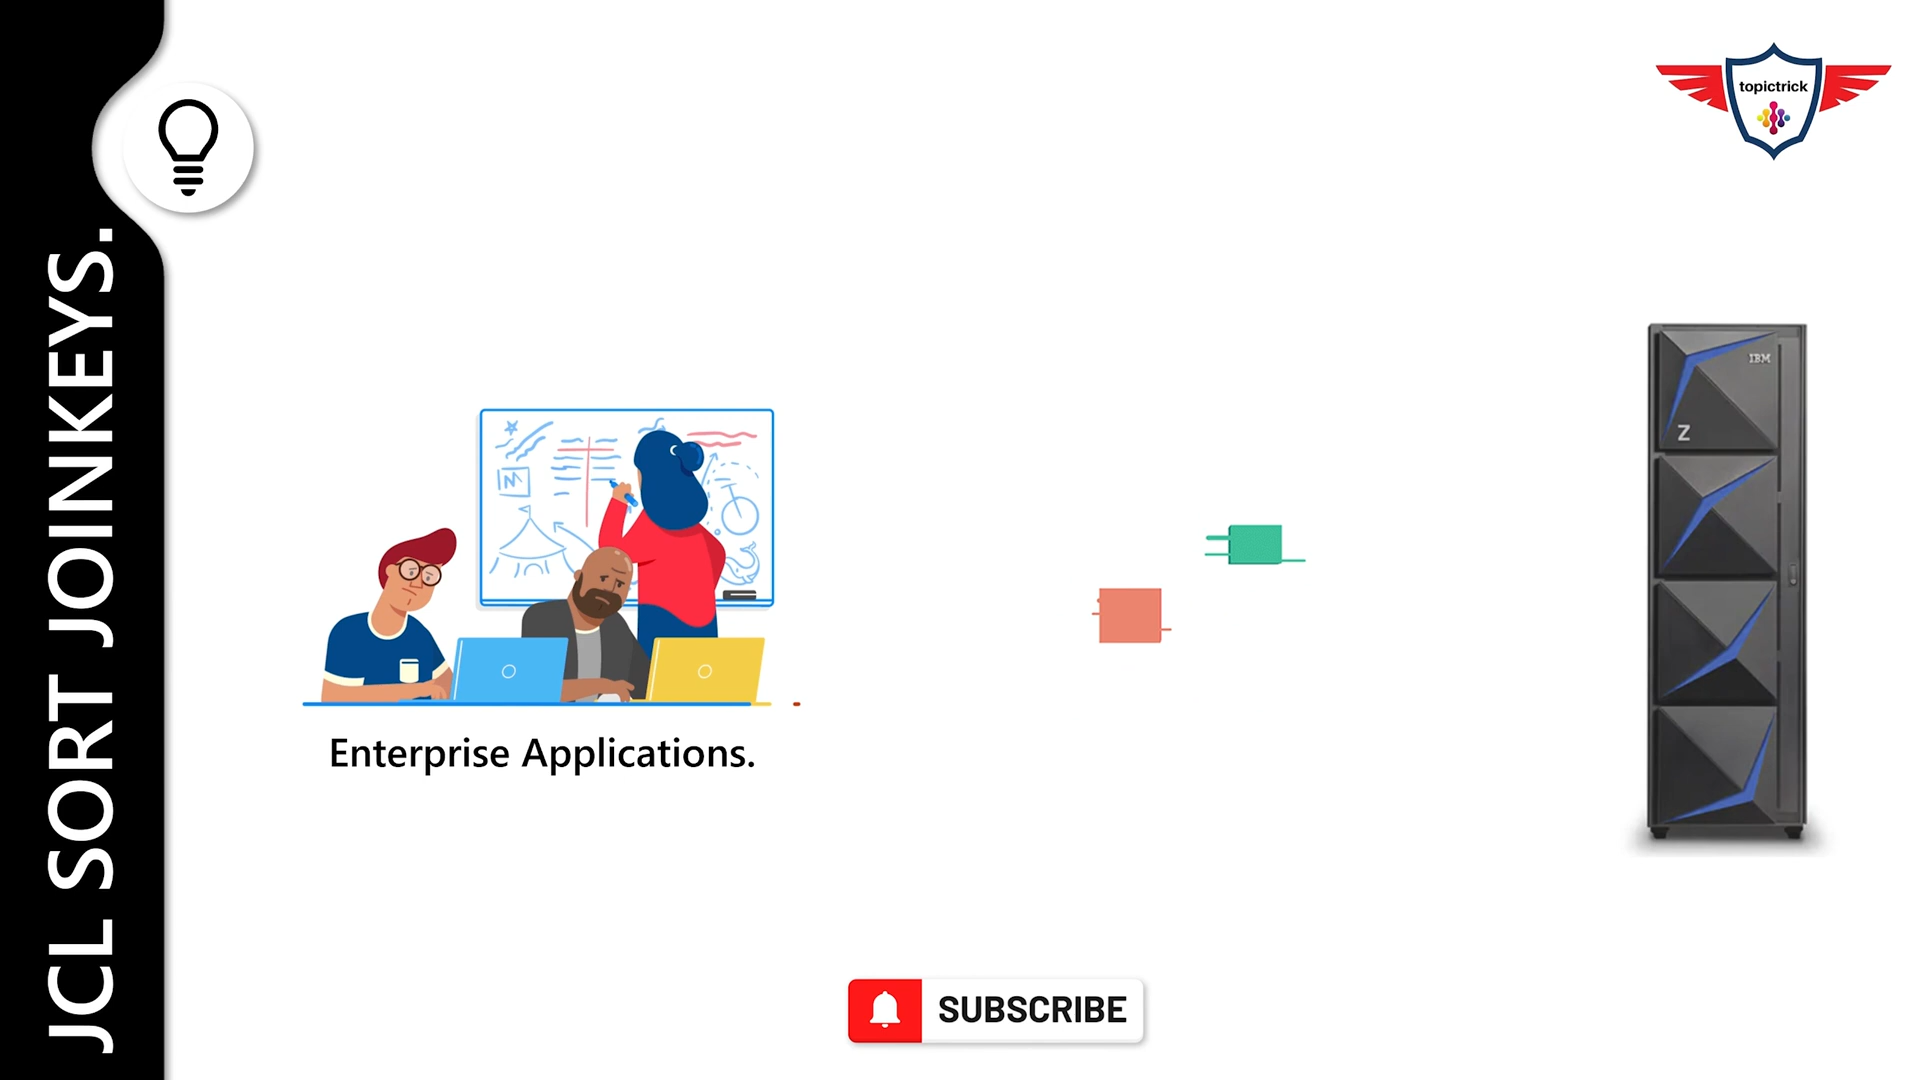 JCL SORT JOINKEYS.
topictrick
IBM
Z
Enterprise Applications.
SUBSCRIBE